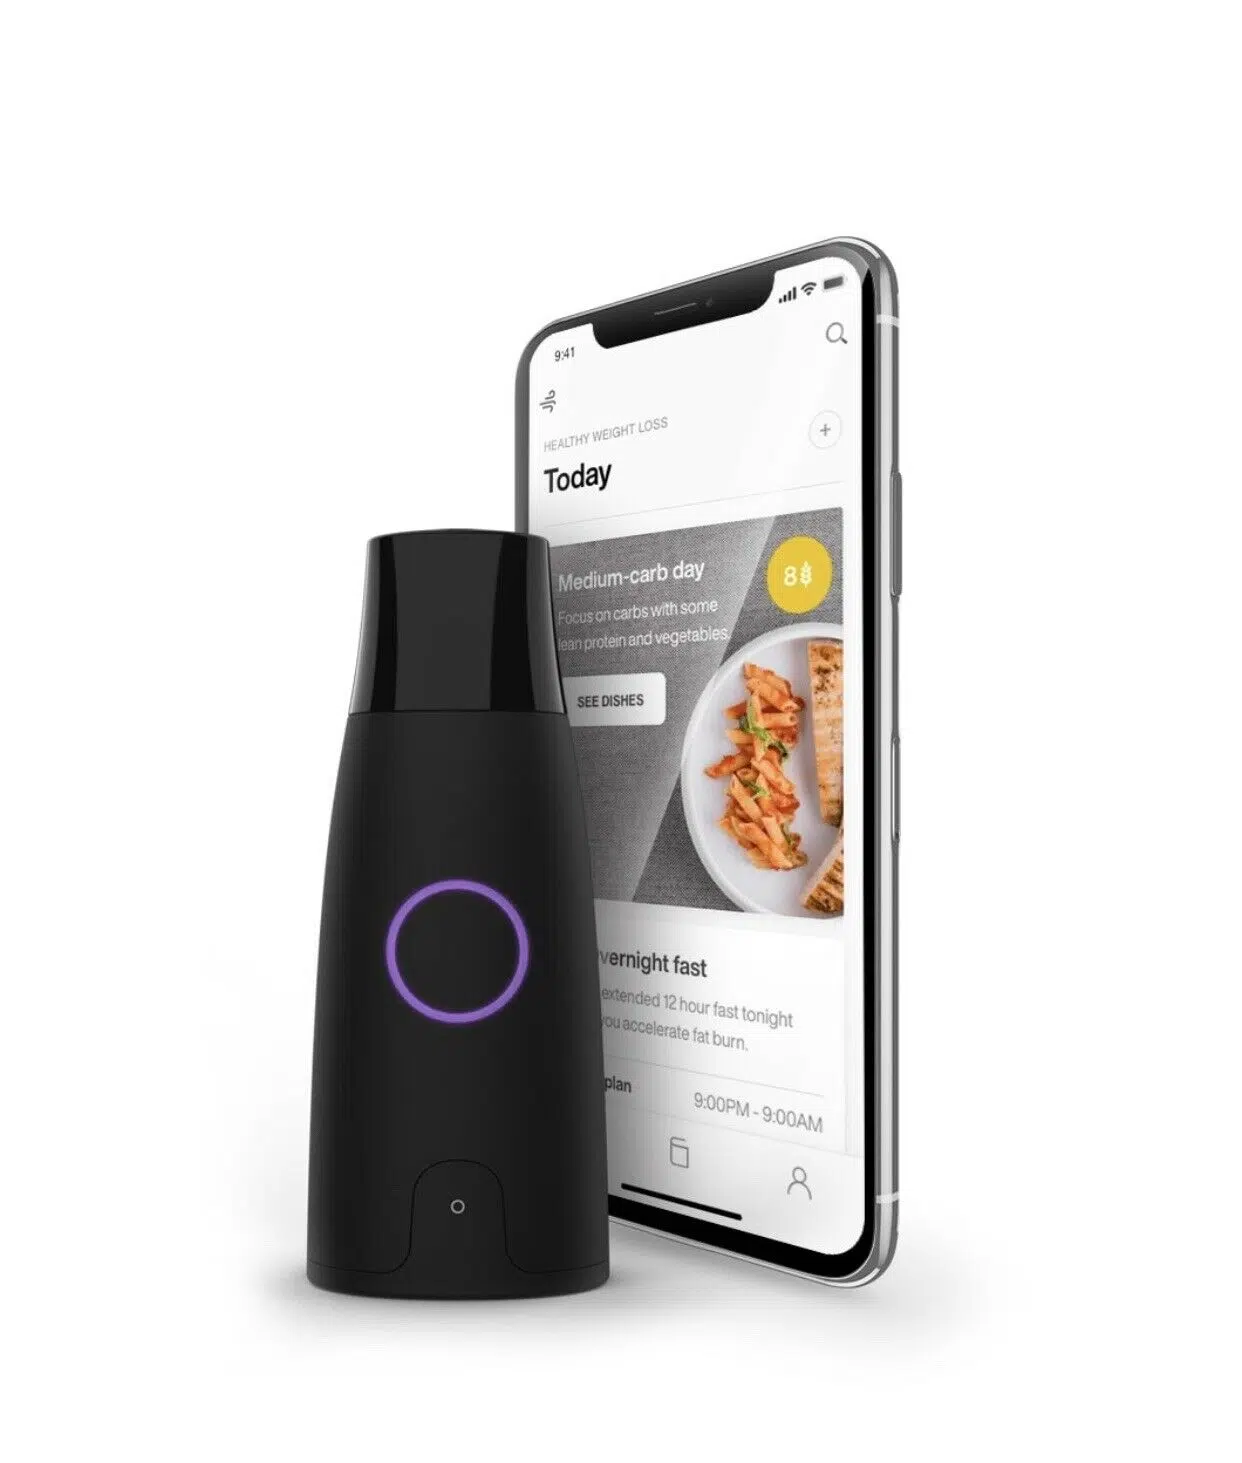 9:41
HEALTHY WEIGHT LOSS
Today
Medium-carb day
8
Focus on carbs with some
lean protein and vegetables.
SEE DISHES
vernight fast
extended 12 hour fast tonight
you accelerate fat burn.
plan
9:00PM - 9:00AM